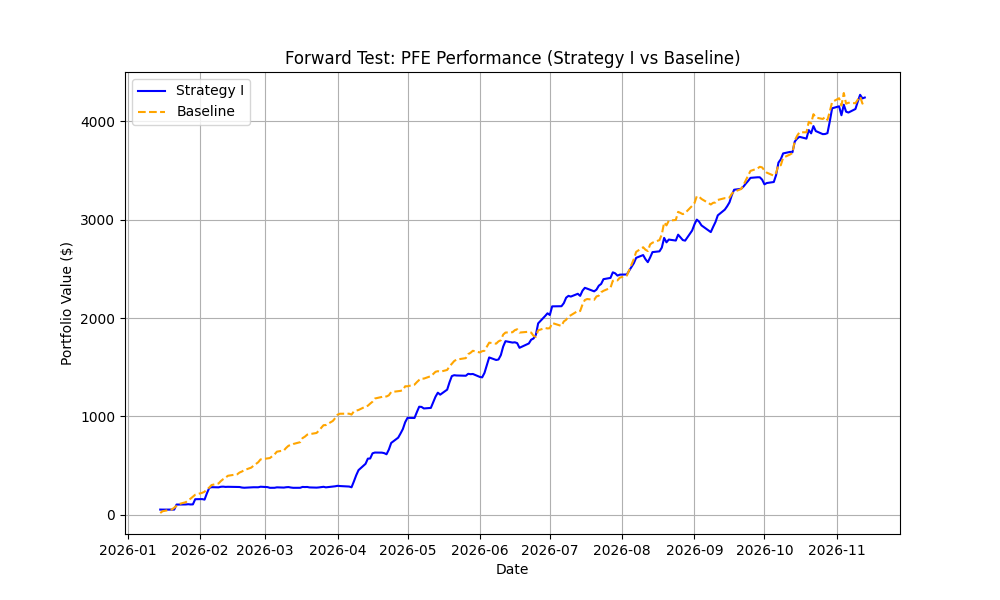 Forward Test: PFE Performance (Strategy I vs Baseline)
Strategy I
Baseline
Portfolio Value ($)
4000
3000
2000
1000
0
2026-01 2026-02 2026-03 2026-04 2026-05 2026-06 2026-07 2026-08 2026-09 2026-10 2026-11
Date